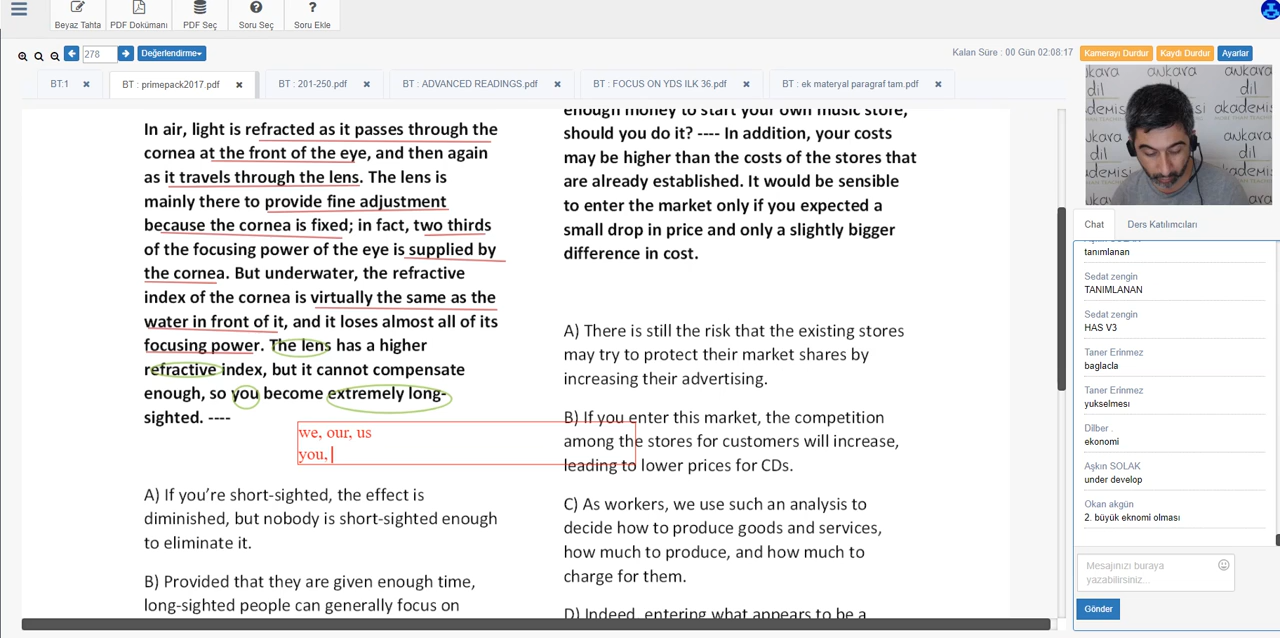 Beyaz Tahta
PDF Dokümanı
PDF Seç
Soru Seç
Soru Ekle
278
Değerlendirme
Kalan Süre : 00 Gün 02:08:17
Kamerayı Durdur
Kaydı Durdur
Ayarlar
BT:1
BT : primepack2017.pdf
BT : 201-250.pdf
BT : ADVANCED READINGS.pdf
BT : FOCUS ON YDS ILK 36.pdf
BT : ek materyal paragraf tam.pdf
In air, light is refracted as it passes through the
cornea at the front of the eye, and then again
as it travels through the lens. The lens is
mainly there to provide fine adjustment
because the cornea is fixed; in fact, two thirds
of the focusing power of the eye is supplied by
the cornea. But underwater, the refractive
index of the cornea is virtually the same as the
water in front of it, and it loses almost all of its
focusing power. The lens has a higher
refractive index, but it cannot compensate
enough, so you become extremely long-
sighted. ----
we, our, us
you,
A) If you’re short-sighted, the effect is
diminished, but nobody is short-sighted enough
to eliminate it.
B) Provided that they are given enough time,
long-sighted people can generally focus on
enough money to start your own music store,
should you do it? ---- In addition, your costs
may be higher than the costs of the stores that
are already established. It would be sensible
to enter the market only if you expected a
small drop in price and only a slightly bigger
difference in cost.
A) There is still the risk that the existing stores
may try to protect their market shares by
increasing their advertising.
B) If you enter this market, the competition
among the stores for customers will increase,
leading to lower prices for CDs.
C) As workers, we use such an analysis to
decide how to produce goods and services,
how much to produce, and how much to
charge for them.
D) Indeed, entering what appears to be a
ankara
dil
akademisi
Chat
Ders Katılımcıları
Aşkın SOLAK
tanımlanan
Sedat zengin
TANIMLANAN
Sedat zengin
HAS V3
Taner Erinmez
baglacla
Taner Erinmez
yukselmesı
Dilber .
ekonomi
Aşkın SOLAK
under develop
Okan akgün
2. büyük eknomi olması
Mesajınızı buraya
yazabilirsiniz...
Gönder